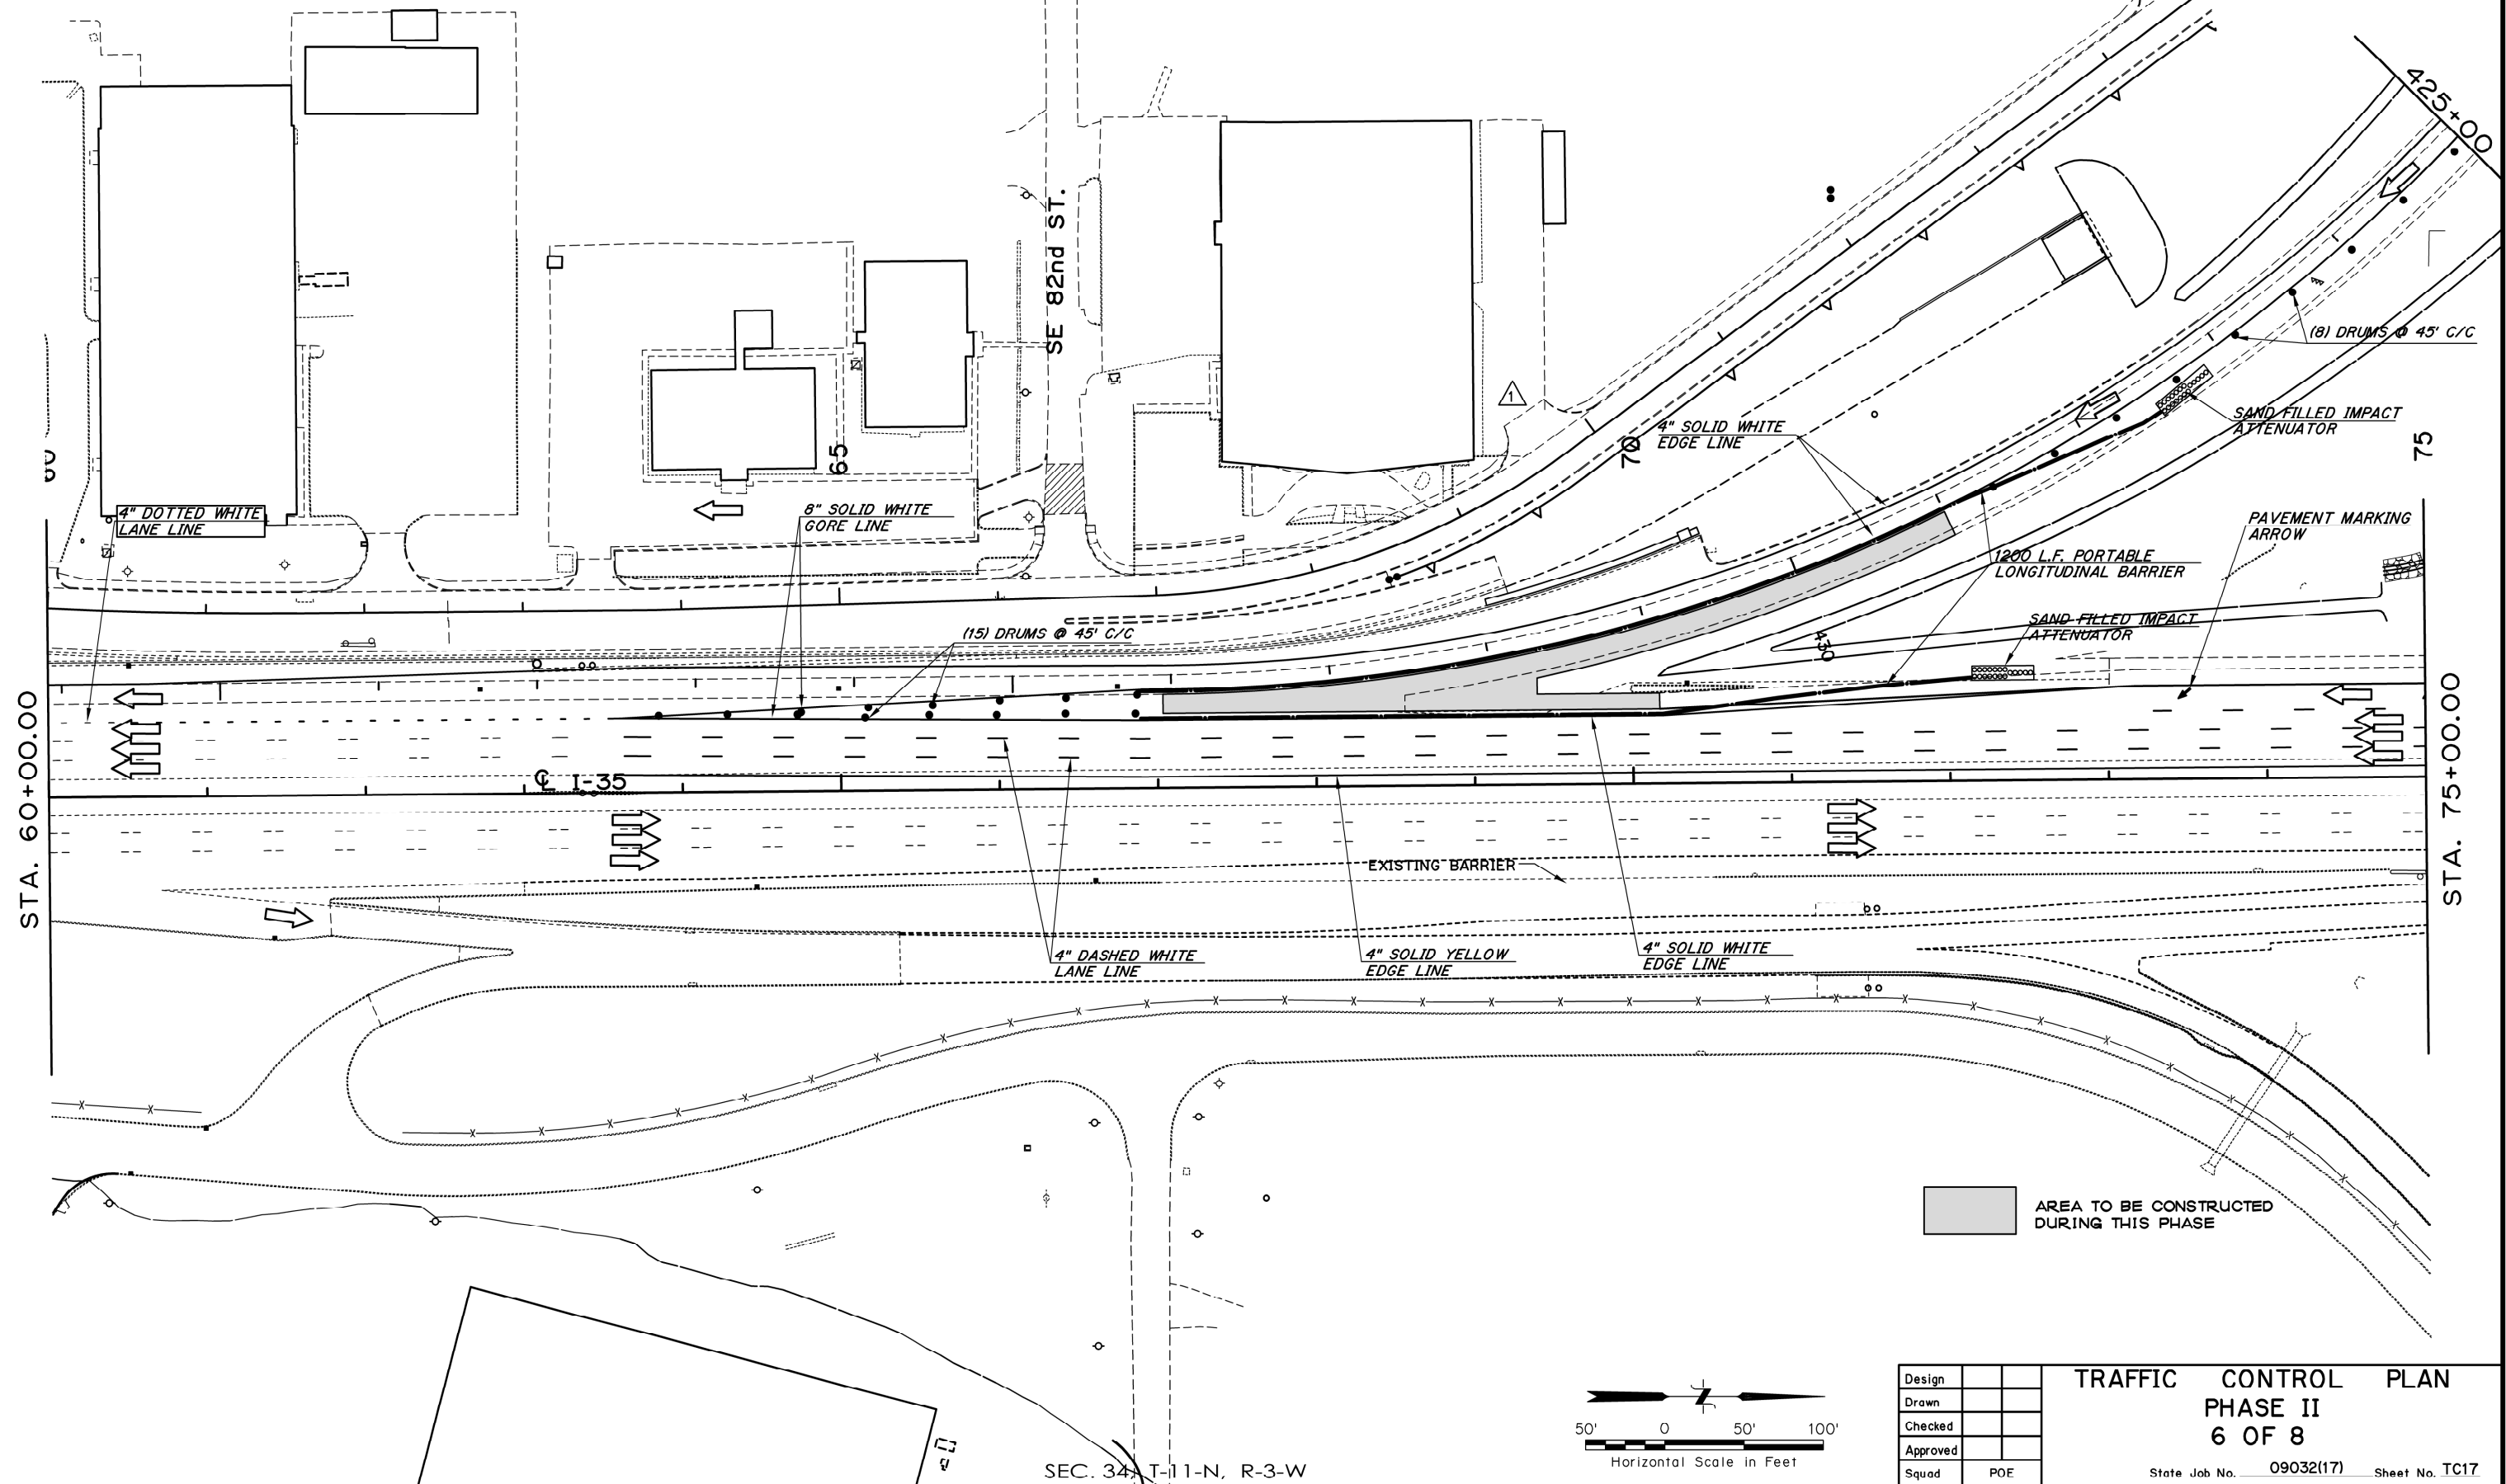 425+00
SE 82nd ST.
(8) DRUMS @ 45' C/C
1
4" SOLID WHITE
EDGE LINE
SAND FILLED IMPACT
ATTENUATOR
60
65
70
75
4" DOTTED WHITE
LANE LINE
8" SOLID WHITE
GORE LINE
PAVEMENT MARKING
ARROW
1200 L.F. PORTABLE
LONGITUDINAL BARRIER
(15) DRUMS @ 45' C/C
SAND FILLED IMPACT
ATTENUATOR
430
STA. 60+00.00
STA. 75+00.00
℄ I-35
EXISTING BARRIER
4" DASHED WHITE
LANE LINE
4" SOLID YELLOW
EDGE LINE
4" SOLID WHITE
EDGE LINE
AREA TO BE CONSTRUCTED
DURING THIS PHASE
50' 0 50' 100'
Horizontal Scale in Feet
SEC. 34, T-11-N, R-3-W
Design
Drawn
Checked
Approved
Squad POE
TRAFFIC CONTROL PLAN
PHASE II
6 OF 8
State Job No. 09032(17) Sheet No. TC17